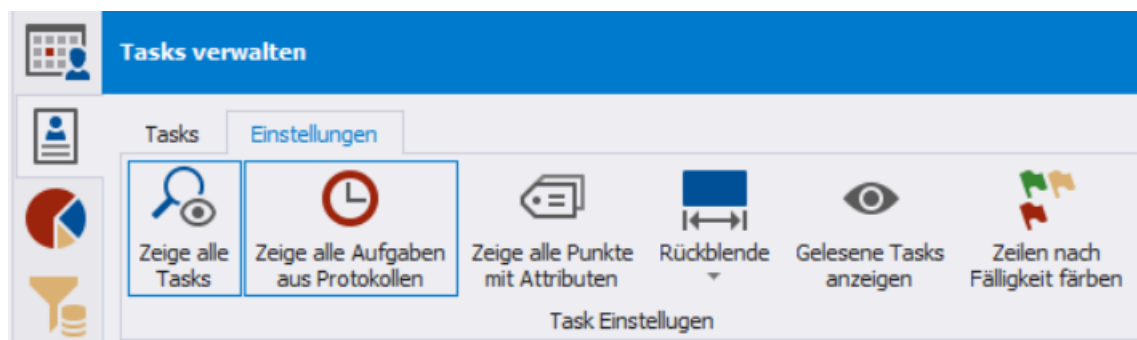 Tasks verwalten
Tasks Einstellungen
Zeige alle Tasks
Zeige alle Aufgaben aus Protokollen
Zeige alle Punkte mit Attributen
Rückblende
Gelesene Tasks anzeigen
Zeilen nach Fälligkeit färben
Task Einstellugen